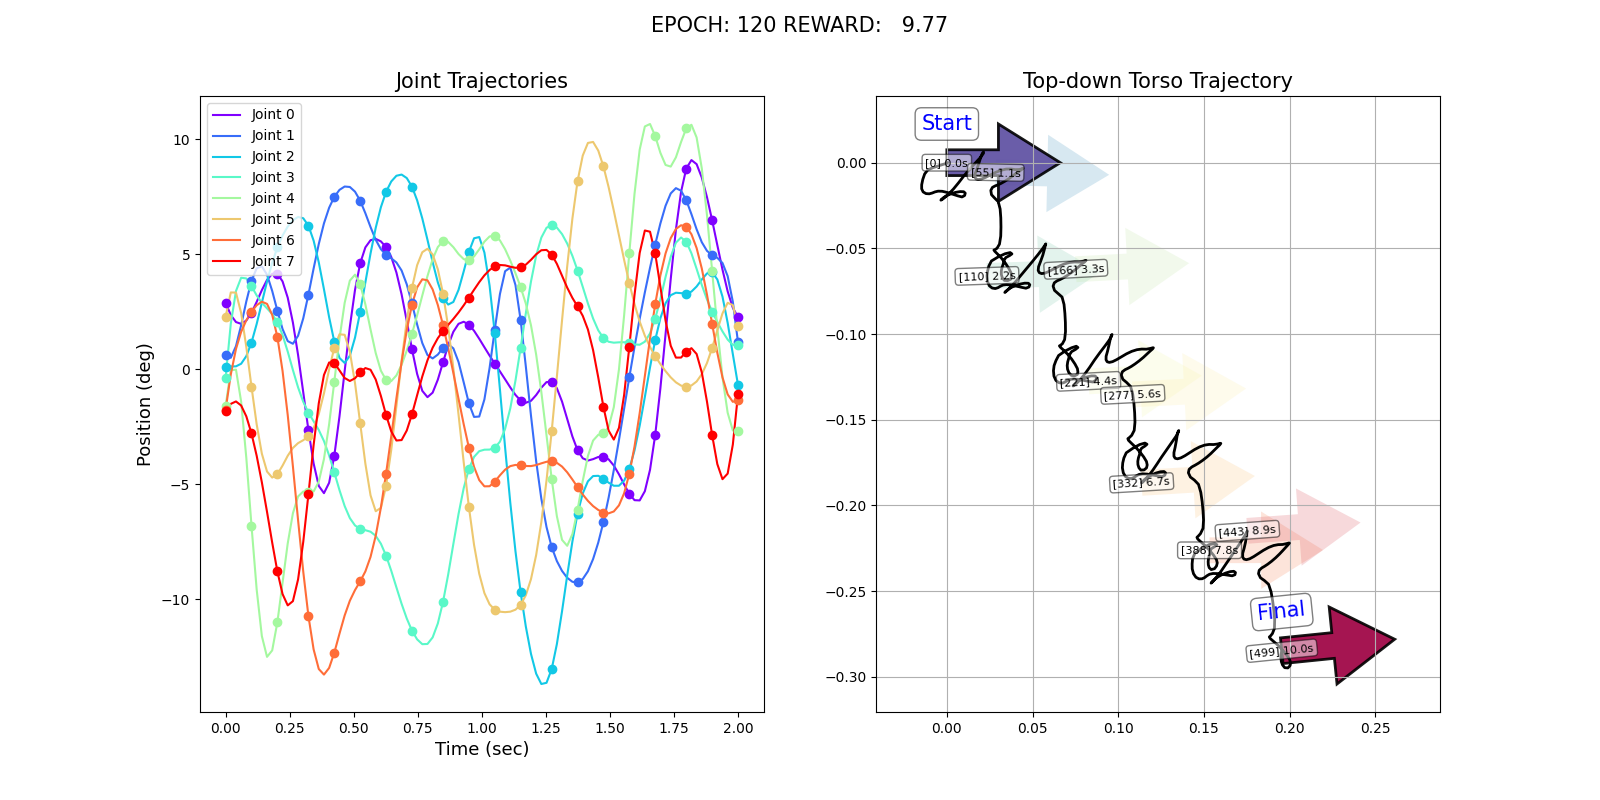 EPOCH: 120 REWARD:   9.77
Joint Trajectories
Joint 0
Joint 1
Joint 2
Joint 3
Joint 4
Joint 5
Joint 6
Joint 7
10
5
0
−5
−10
Position (deg)
0.00 0.25 0.50 0.75 1.00 1.25 1.50 1.75 2.00
Time (sec)
Top-down Torso Trajectory
Start
[0] 0.0s
[55] 1.1s
[110] 2.2s
[166] 3.3s
[221] 4.4s
[277] 5.6s
[332] 6.7s
[443] 8.9s
[388] 7.8s
Final
[499] 10.0s
0.00
−0.05
−0.10
−0.15
−0.20
−0.25
−0.30
0.00 0.05 0.10 0.15 0.20 0.25